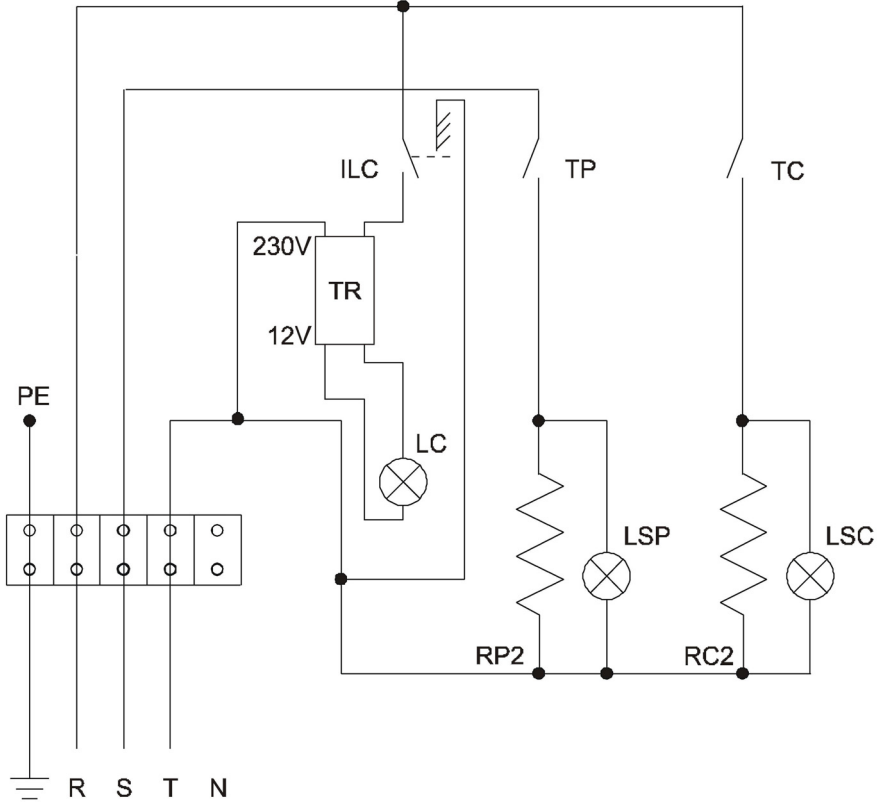 ILC
TP
TC
230V
TR
12V
PE
LC
LSP
LSC
RP2
RC2
R S T N